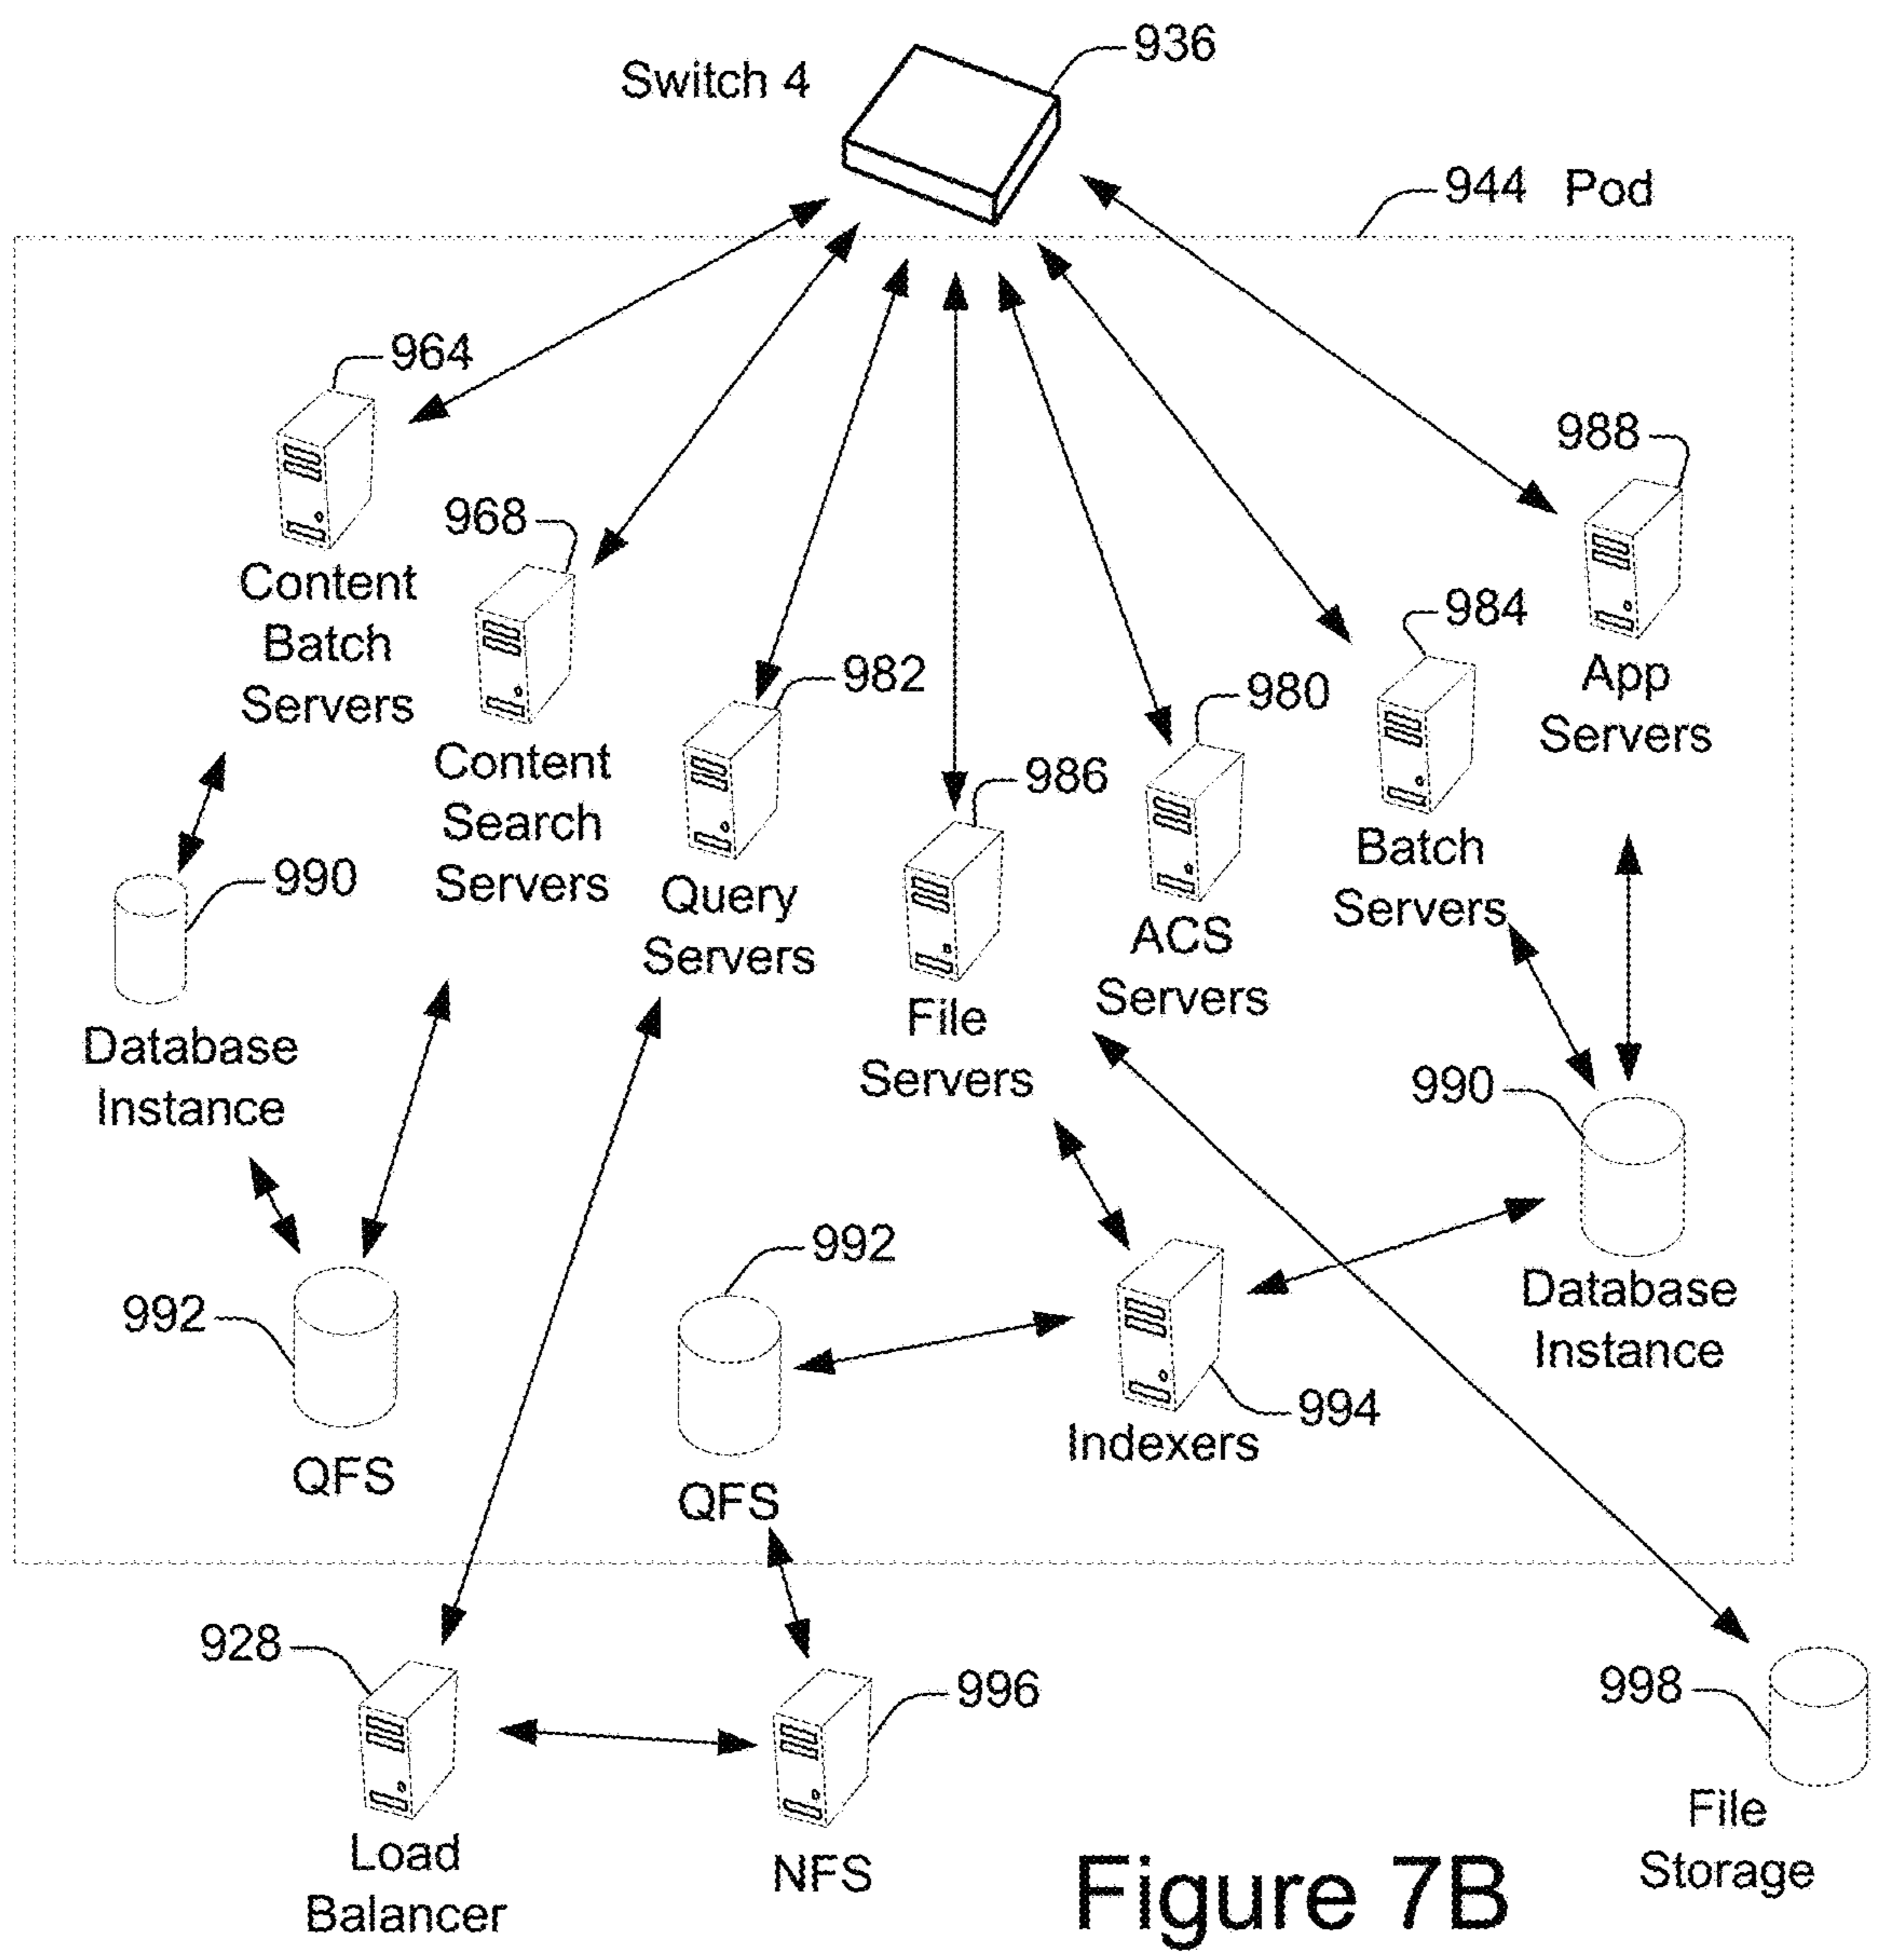 936
Switch 4
944 Pod
964
988
968
984
Content
Batch
Servers
982
980
App
Servers
Content
Search
Servers
986
Batch
Servers
990
Query
Servers
ACS
Servers
File
Servers
Database
Instance
990
992
992
Database
Instance
994
Indexers
QFS
QFS
928
996
998
Load
Balancer
NFS
File
Storage
Figure 7B